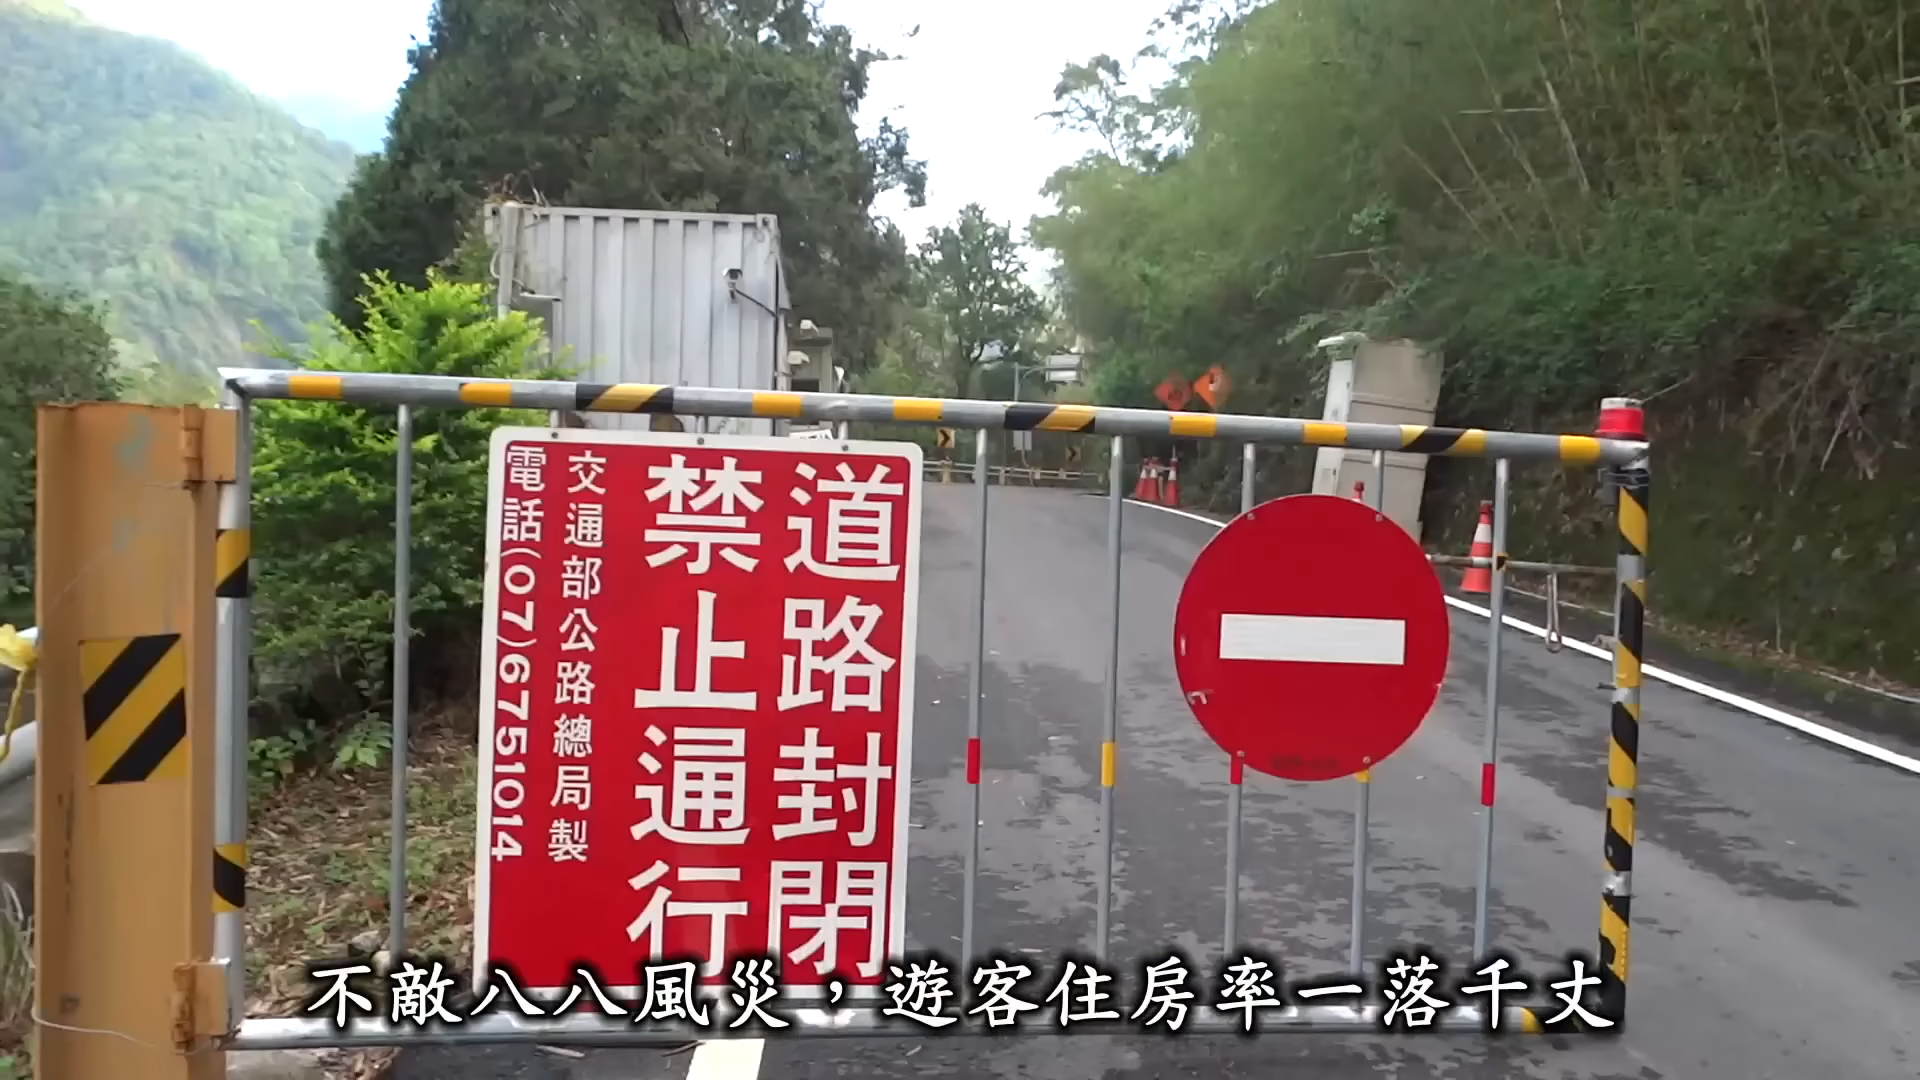 道路封閉
禁止通行
交通部公路總局製
電話(07)6751014
不敵八八風災，遊客住房率一落千丈